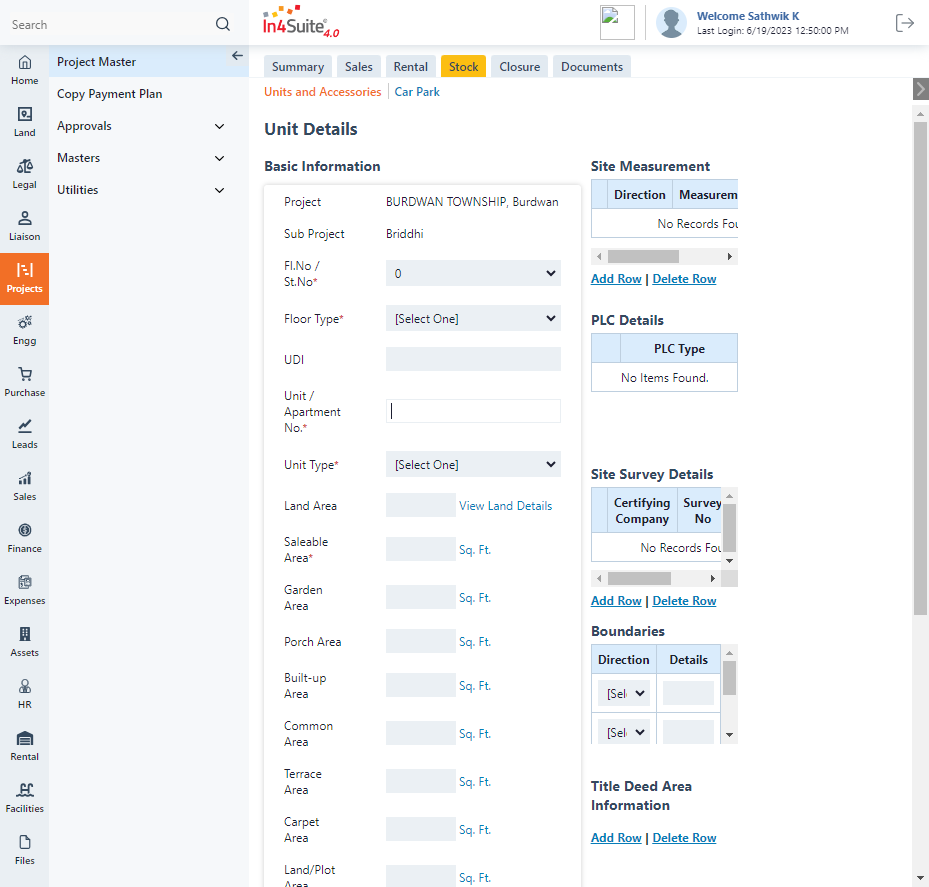 Search
In4Suite 4.0
Welcome Sathwik K
Last Login: 6/19/2023 12:50:00 PM
Home
Land
Legal
Liaison
Projects
Engg
Purchase
Leads
Sales
Finance
Expenses
Assets
HR
Rental
Facilities
Files
Project Master
Copy Payment Plan
Approvals
Masters
Utilities
Summary Sales Rental Stock Closure Documents
Units and Accessories Car Park
Unit Details
Basic Information
Project BURDWAN TOWNSHIP, Burdwan
Sub Project Briddhi
Fl.No / 
St.No* 0
Floor Type* [Select One]
UDI
Unit /
Apartment
No.*
Unit Type* [Select One]
Land Area View Land Details
Saleable
Area* Sq. Ft.
Garden
Area Sq. Ft.
Porch Area Sq. Ft.
Built-up
Area Sq. Ft.
Common
Area Sq. Ft.
Terrace
Area Sq. Ft.
Carpet
Area Sq. Ft.
Land/Plot
Area Sq. Ft.
Site Measurement
Direction Measurem
No Records Fou
Add Row | Delete Row
PLC Details
PLC Type
No Items Found.
Site Survey Details
Certifying
Company
Survey
No
No Records Fou
Add Row | Delete Row
Boundaries
Direction Details
[Sel
[Sel
Title Deed Area
Information
Add Row | Delete Row